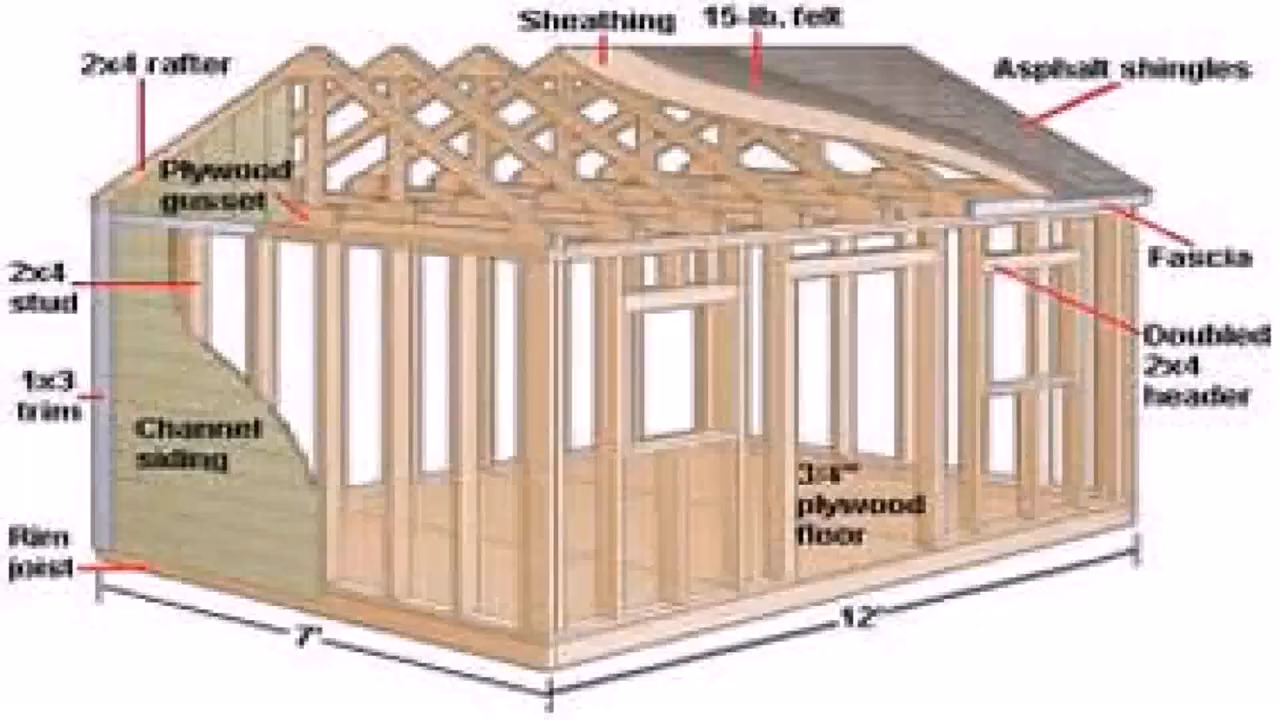 Sheathing
15-lb. felt
2x4 rafter
Asphalt shingles
Plywood
gusset
Fascia
2x4
stud
Doubled
2x4
header
1x3
trim
Channel
siding
3/4"
plywood
floor
Rim
joist
7'
12'